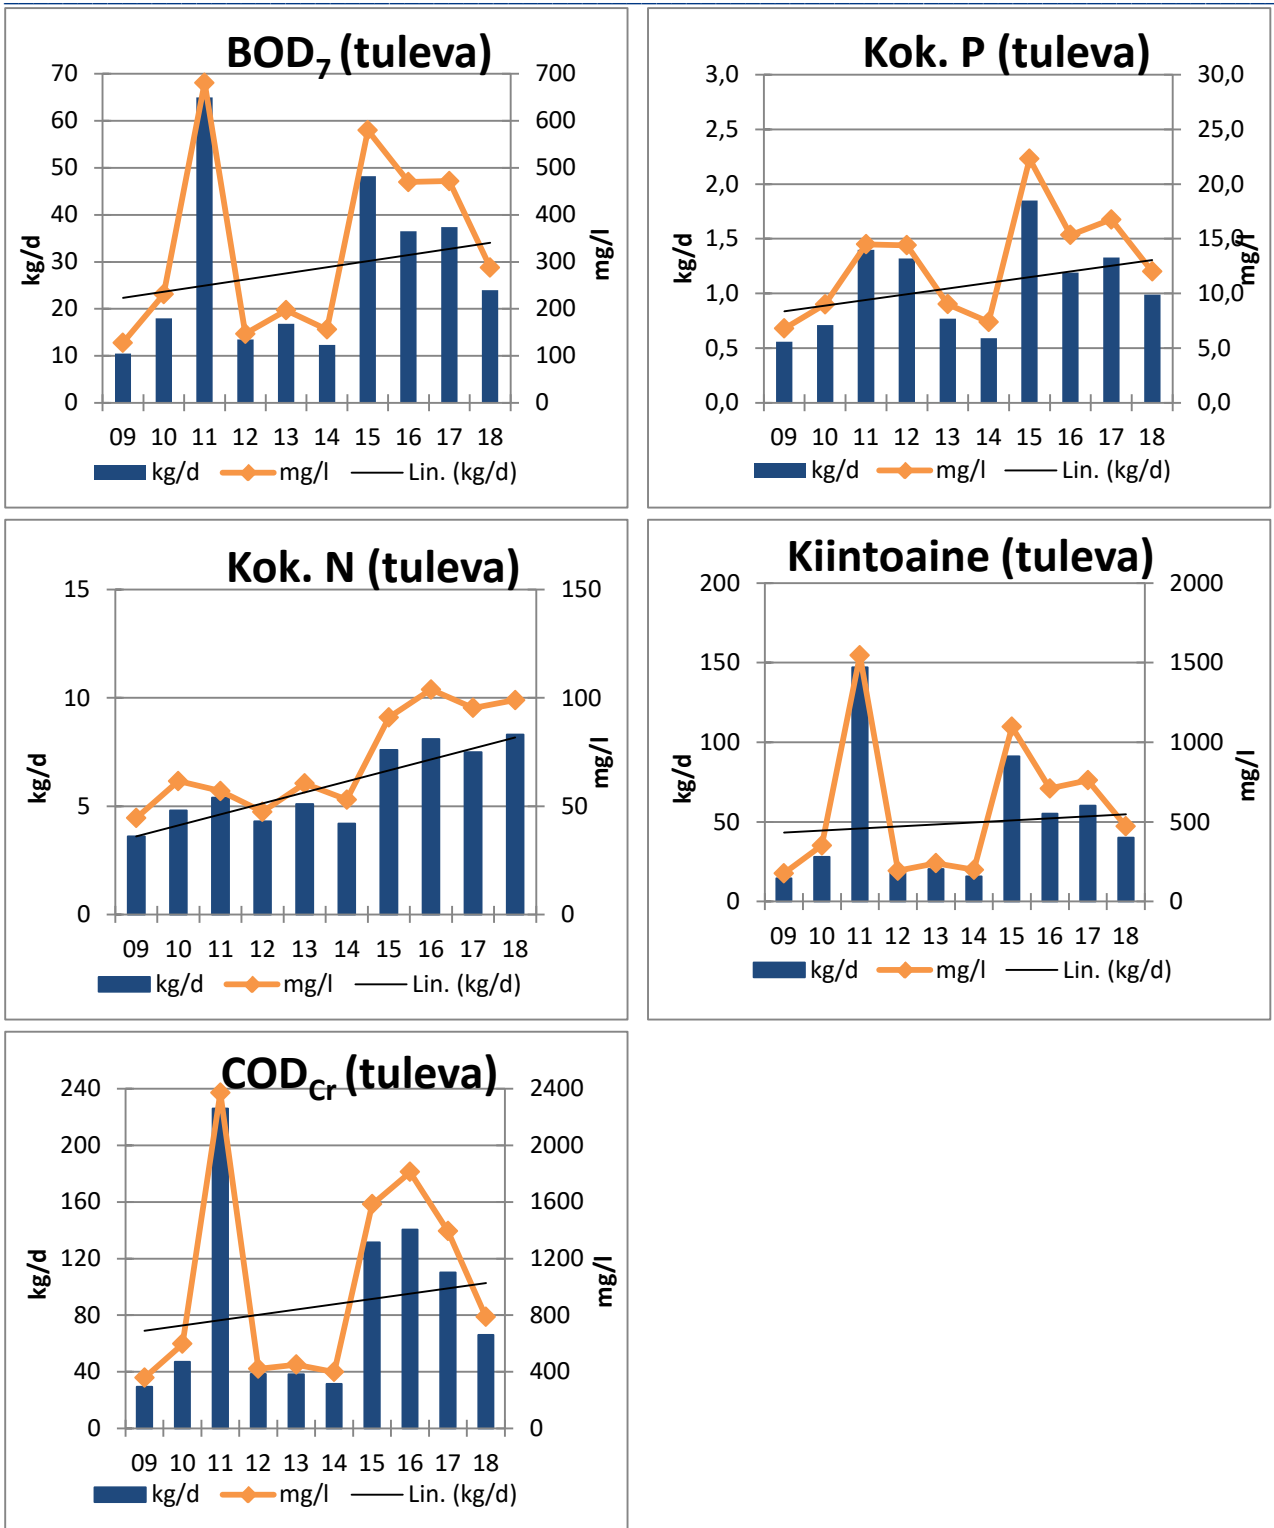 BOD7 (tuleva)
70
60
50
40
30
20
10
0
kg/d
700
600
500
400
300
200
100
0
mg/l
09 10 11 12 13 14 15 16 17 18
kg/d mg/l Lin. (kg/d)
Kok. P (tuleva)
3,0
2,5
2,0
1,5
1,0
0,5
0,0
kg/d
30,0
25,0
20,0
15,0
10,0
5,0
0,0
mg/l
09 10 11 12 13 14 15 16 17 18
kg/d mg/l Lin. (kg/d)
Kok. N (tuleva)
15
10
5
0
kg/d
150
100
50
0
mg/l
09 10 11 12 13 14 15 16 17 18
kg/d mg/l Lin. (kg/d)
Kiintoaine (tuleva)
200
150
100
50
0
kg/d
2000
1500
1000
500
0
mg/l
09 10 11 12 13 14 15 16 17 18
kg/d mg/l Lin. (kg/d)
CODCr (tuleva)
240
200
160
120
80
40
0
kg/d
2400
2000
1600
1200
800
400
0
mg/l
09 10 11 12 13 14 15 16 17 18
kg/d mg/l Lin. (kg/d)